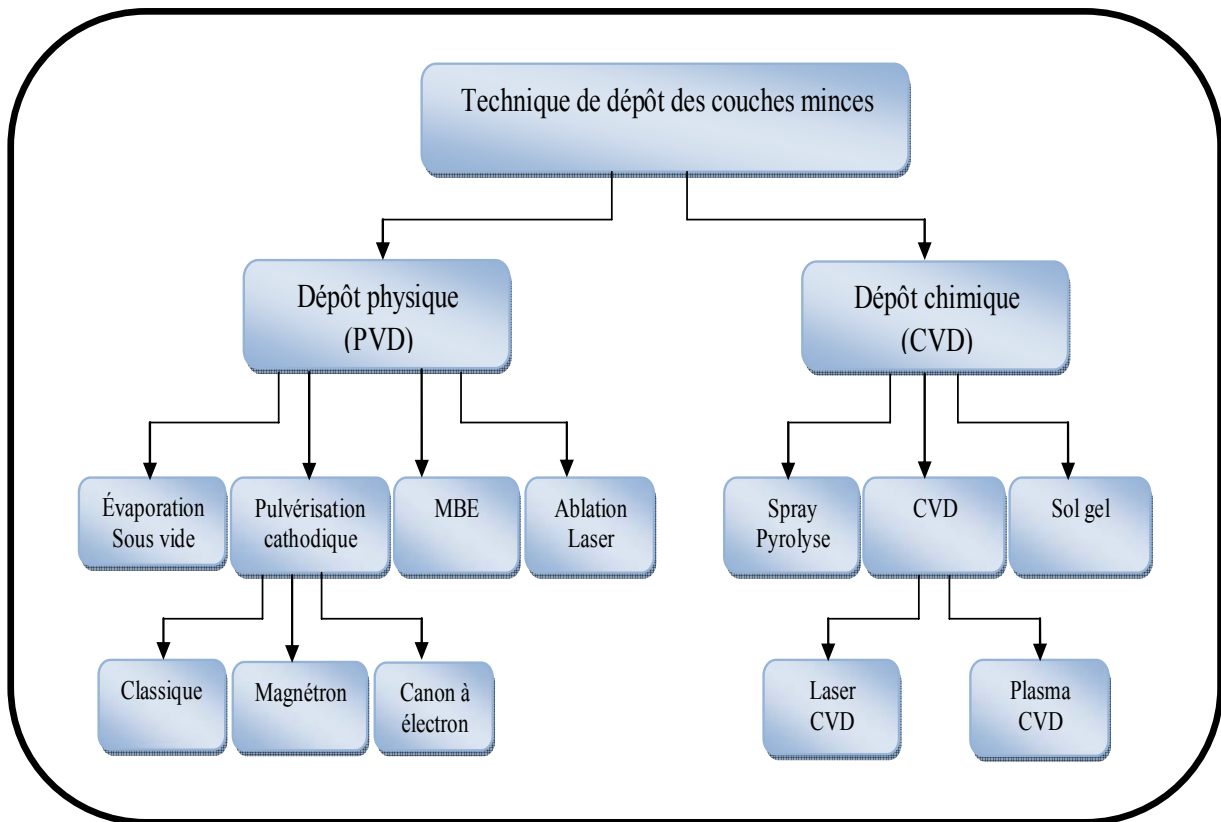 Technique de dépôt des couches minces
Dépôt physique
(PVD)
Dépôt chimique
(CVD)
Évaporation
Sous vide
Pulvérisation
cathodique
MBE
Ablation
Laser
Spray
Pyrolyse
CVD
Sol gel
Classique
Magnétron
Canon à
électron
Laser
CVD
Plasma
CVD